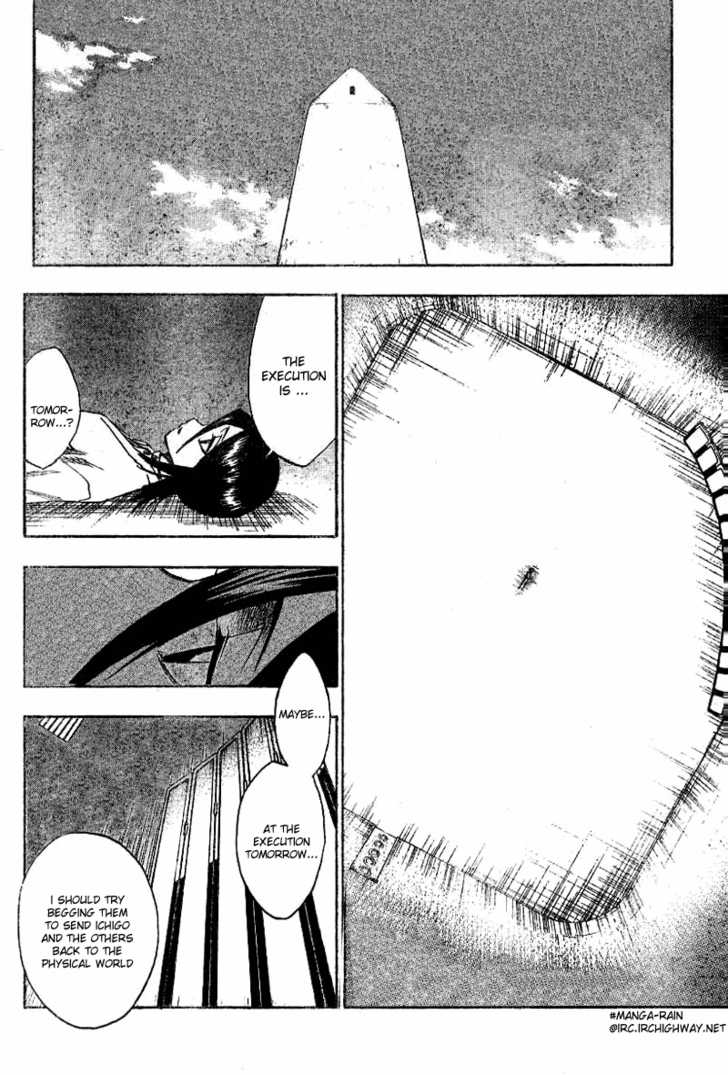 THE
EXECUTION
IS ...
TOMOR-
ROW...?
MAYBE...
AT THE
EXECUTION
TOMORROW...
I SHOULD TRY
BEGGING THEM
TO SEND ICHIGO
AND THE OTHERS
BACK TO THE
PHYSICAL WORLD
#MANGA-RAIN
@IRC.IRCHIGHWAY.NET